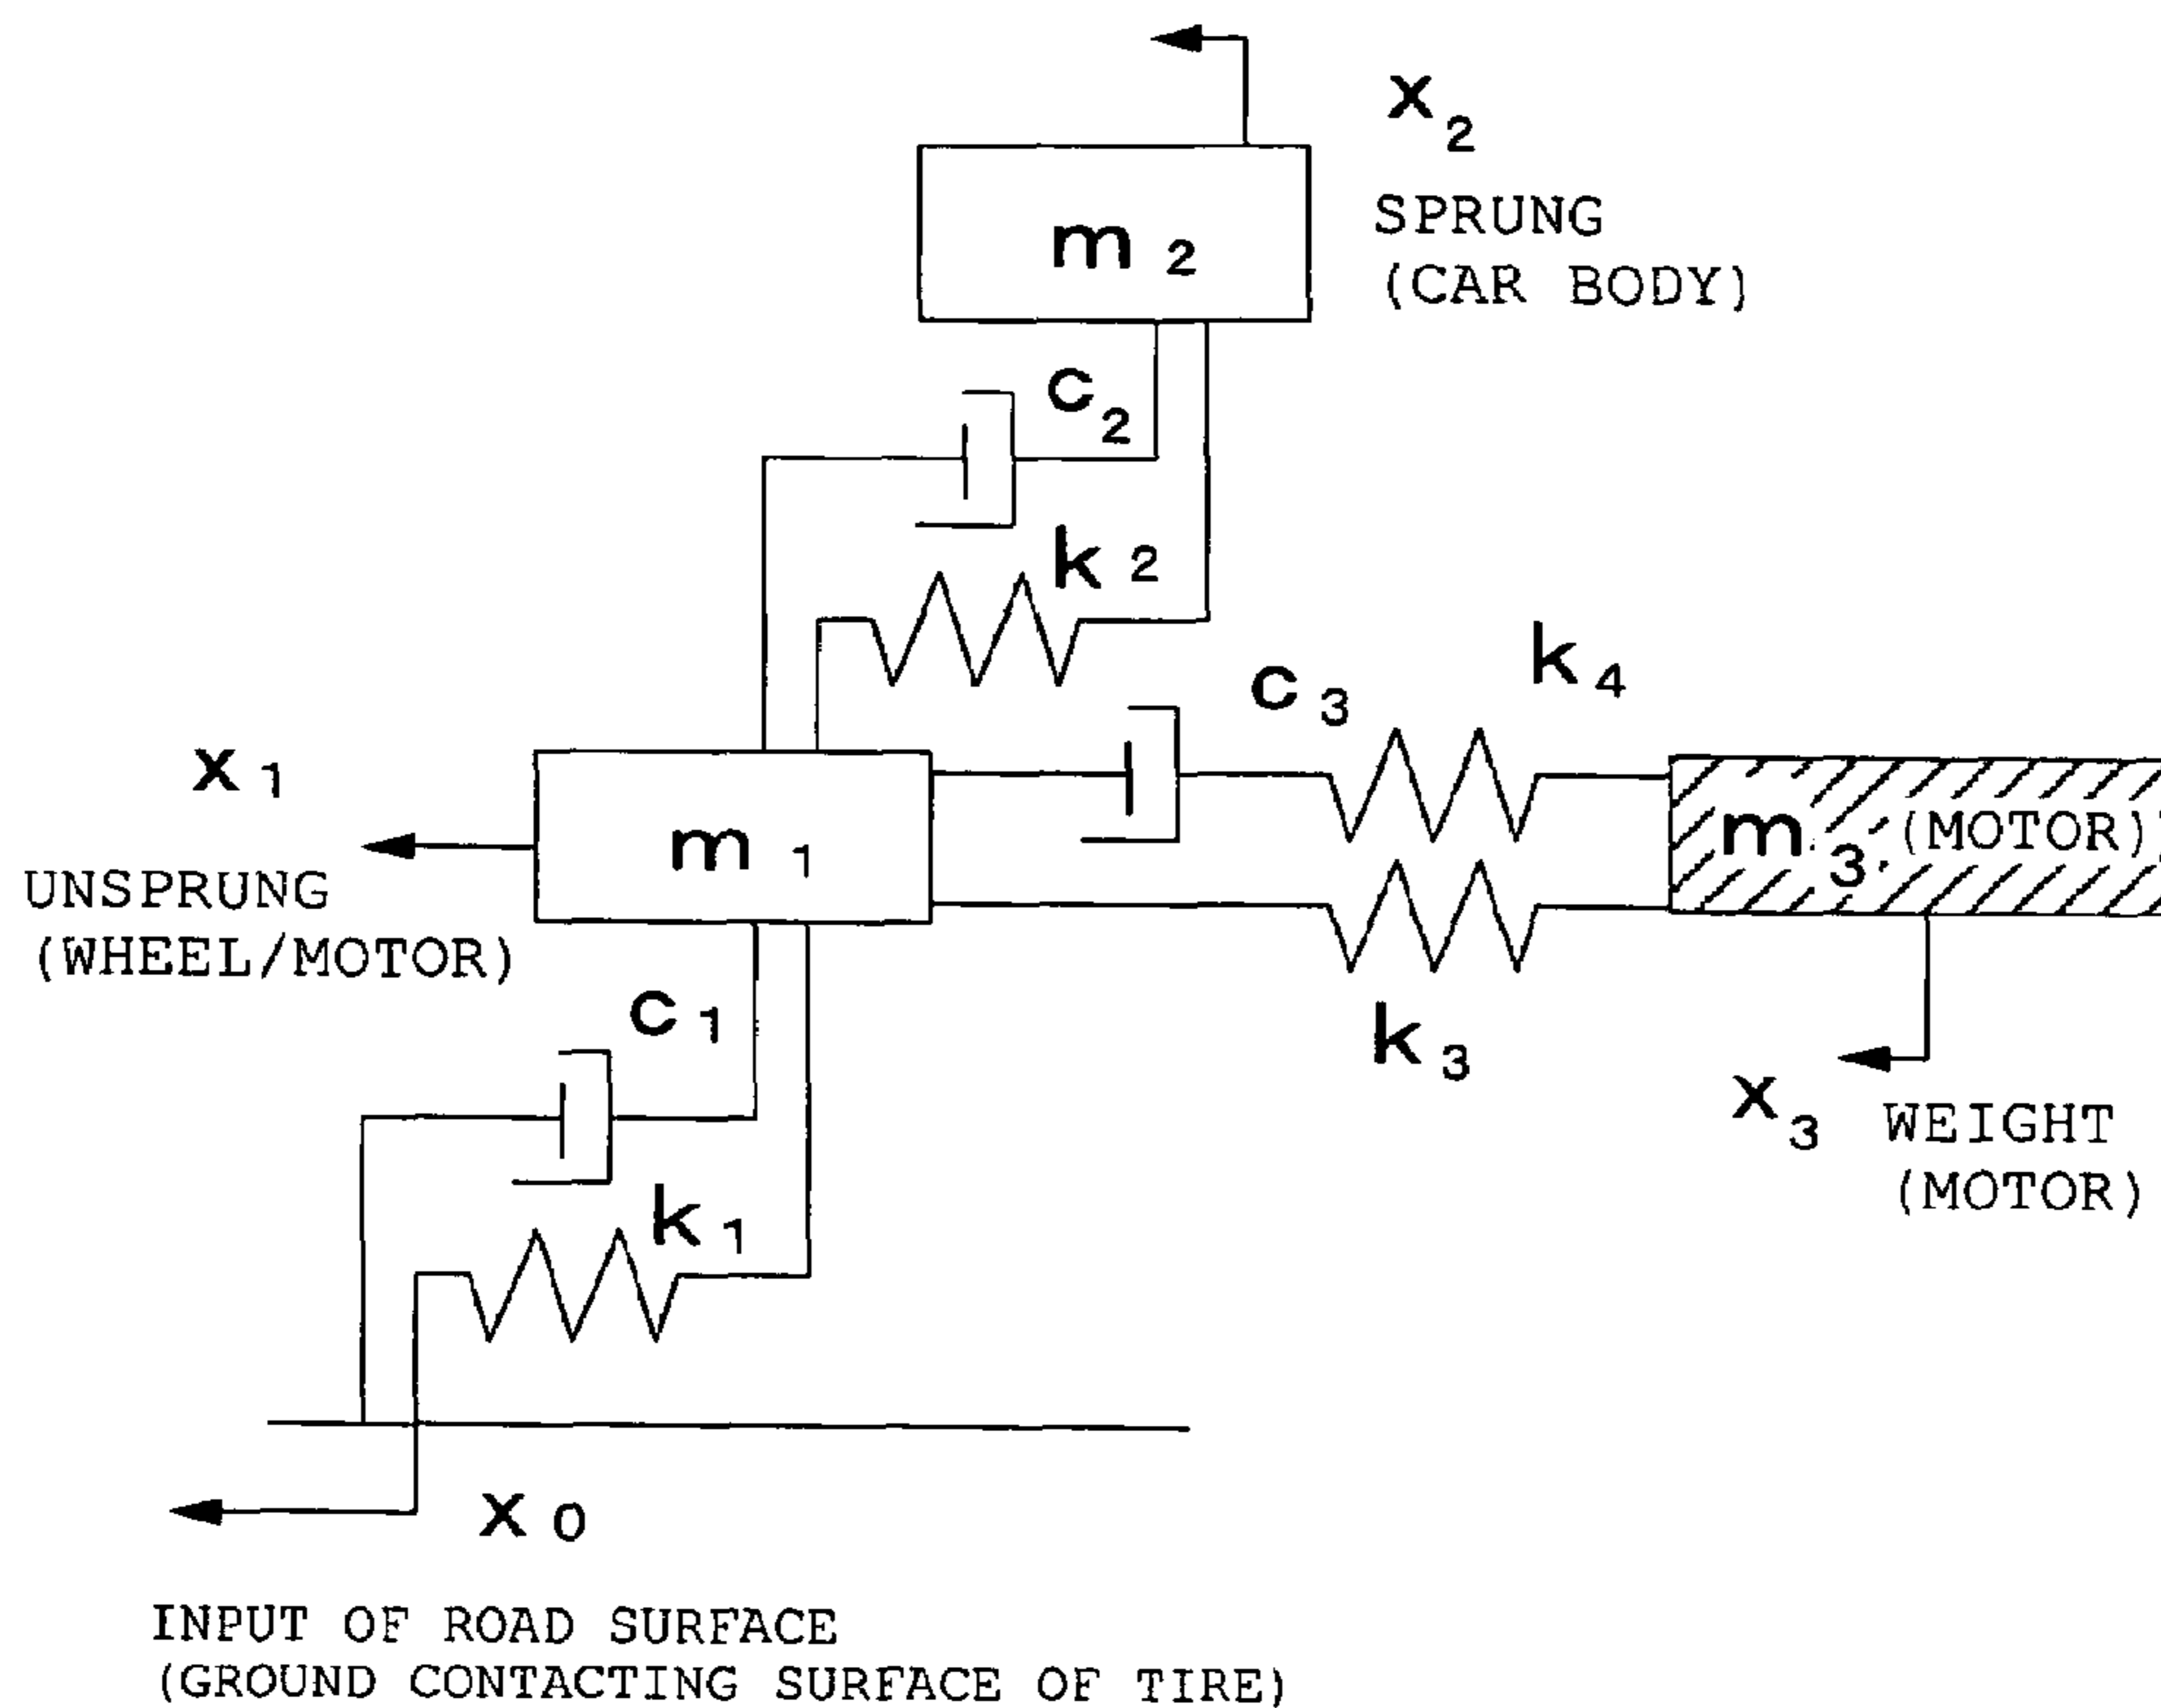 x2
SPRUNG
(CAR BODY)
m2
c2
k2
c3
k4
x1
UNSPRUNG
(WHEEL/MOTOR)
m1
m3 (MOTOR)
k3
c1
x3
WEIGHT
(MOTOR)
k1
x0
INPUT OF ROAD SURFACE
(GROUND CONTACTING SURFACE OF TIRE)